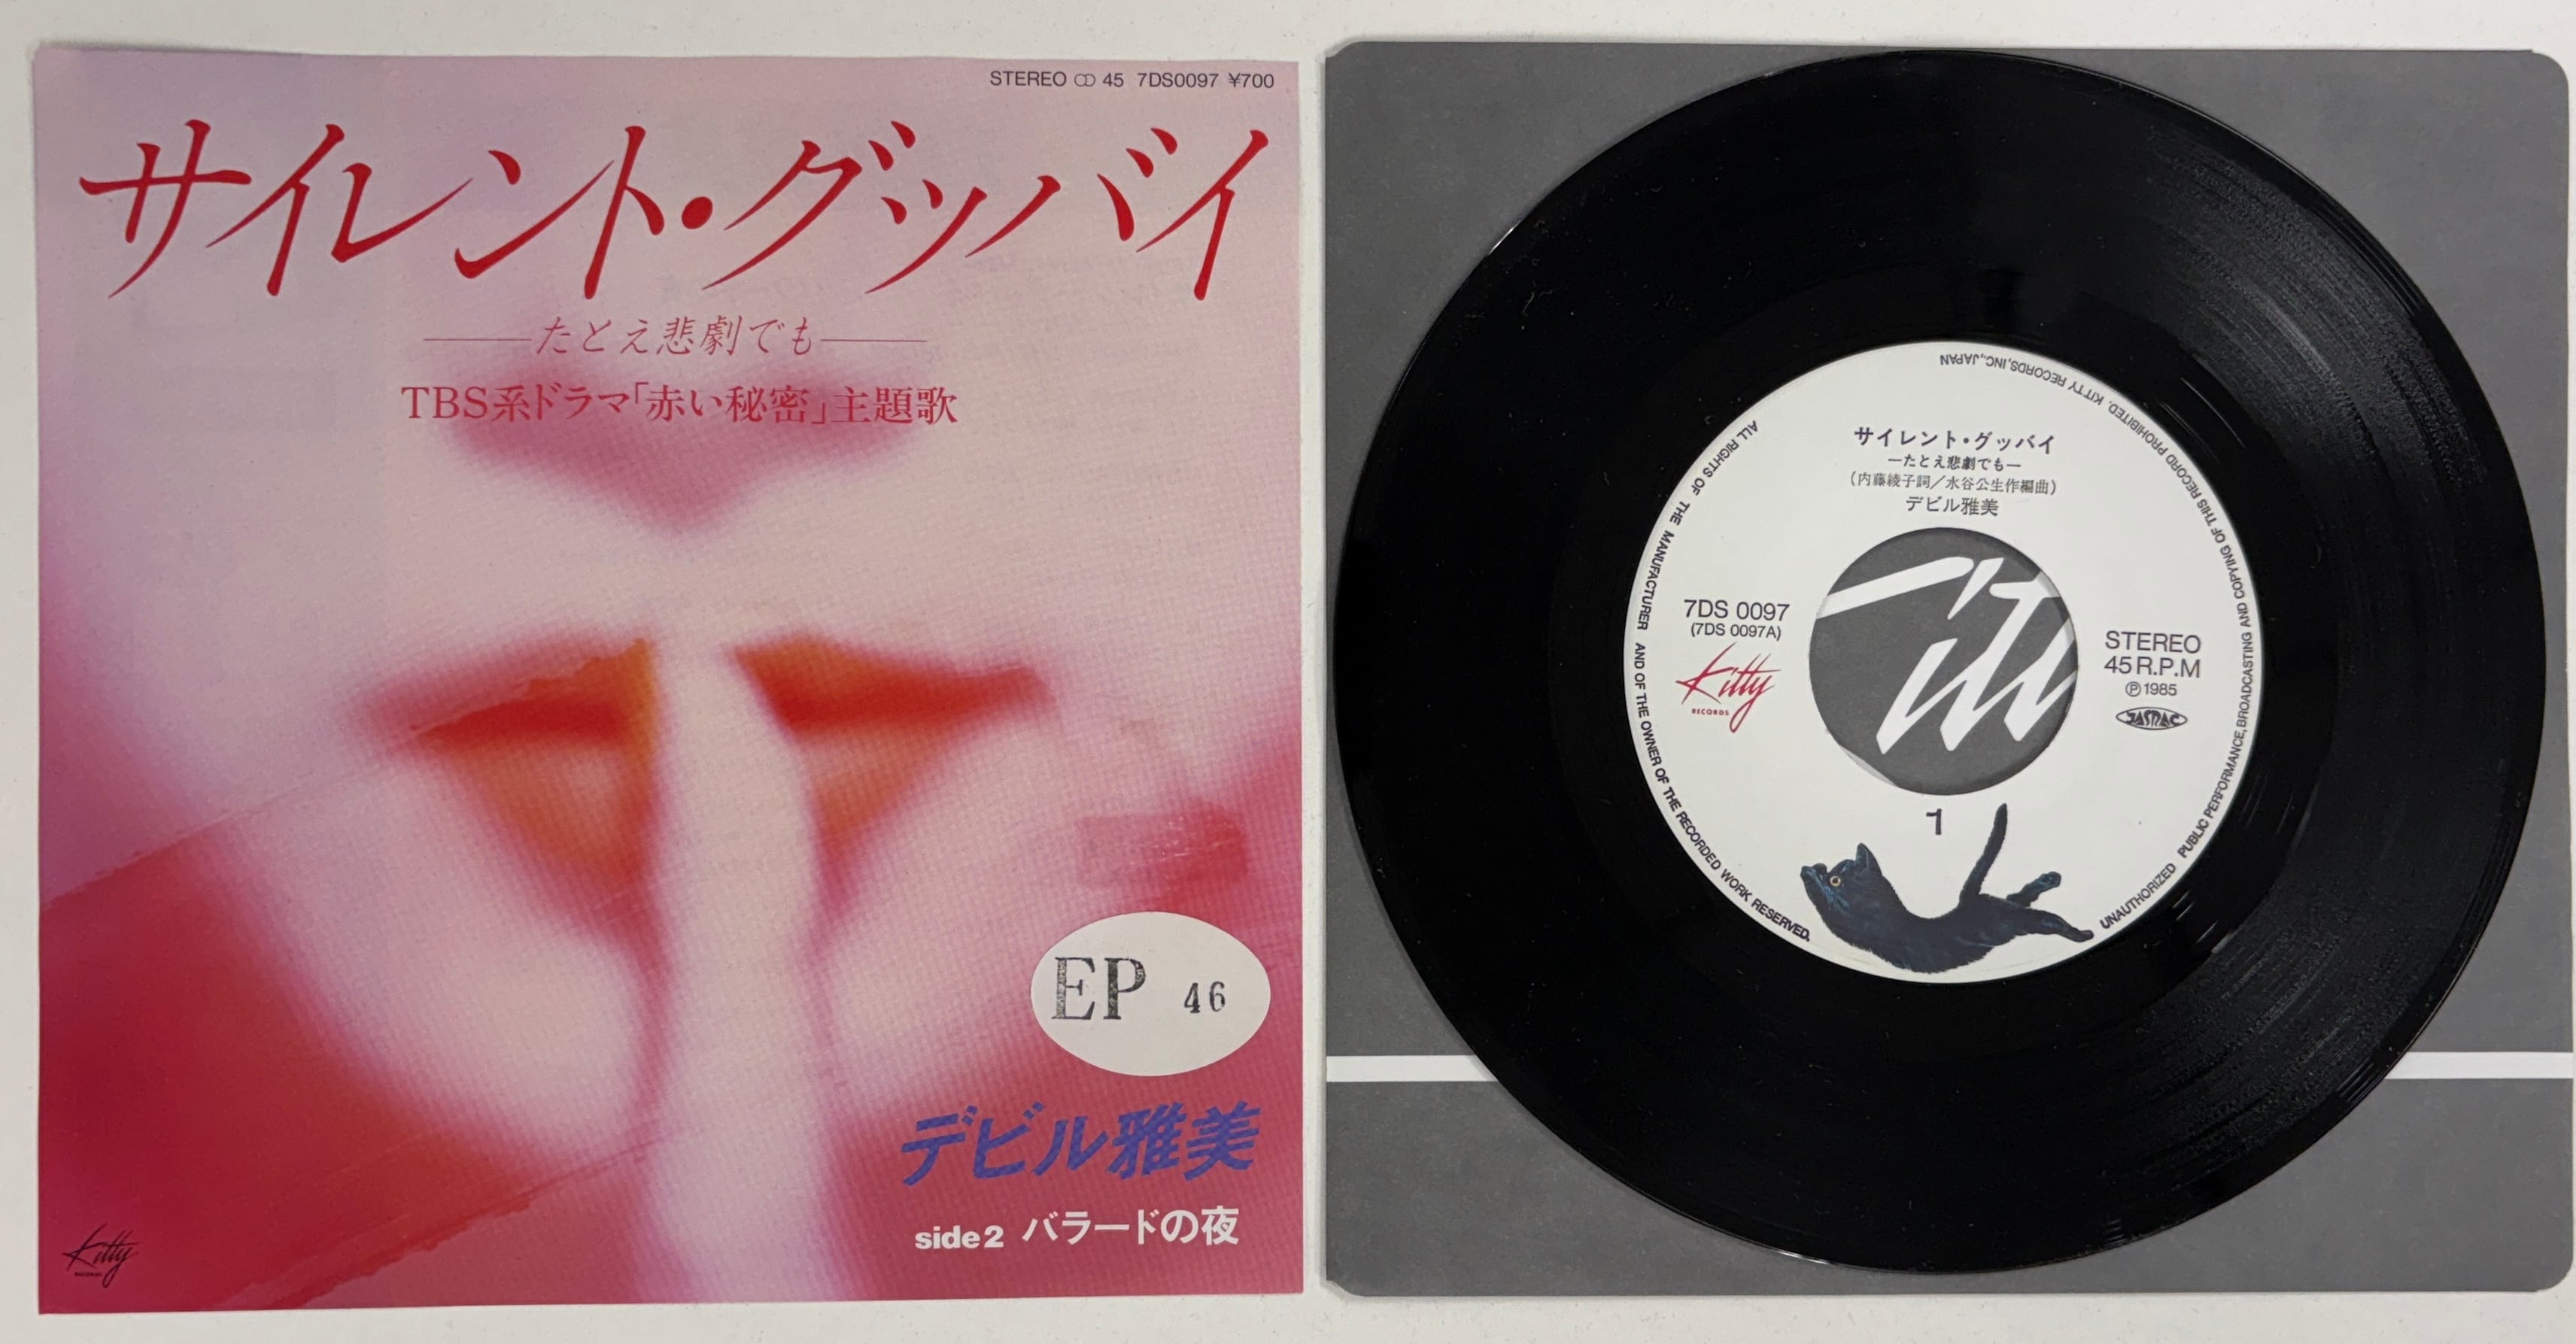 STEREO ○○ 45 7DS0097 ¥700
サイレント・グッバイ
―たとえ悲劇でも―
TBS系ドラマ「赤い秘密」主題歌
EP 46
デビル雅美
side2 バラードの夜
Kitty
RECORDS
サイレント・グッバイ
―たとえ悲劇でも―
(内藤綾子詞/水谷公生作編曲)
デビル雅美
7DS 0097
(7DS 0097A)
Kitty
RECORDS
STEREO
45 R.P.M
Ⓟ1985
JASRAC
1
ALL RIGHTS OF THE MANUFACTURER AND OF THE OWNER OF THE RECORDED WORK RESERVED.
UNAUTHORIZED PUBLIC PERFORMANCE, BROADCASTING AND COPYING OF THIS RECORD PROHIBITED. KITTY RECORDS, INC., JAPAN